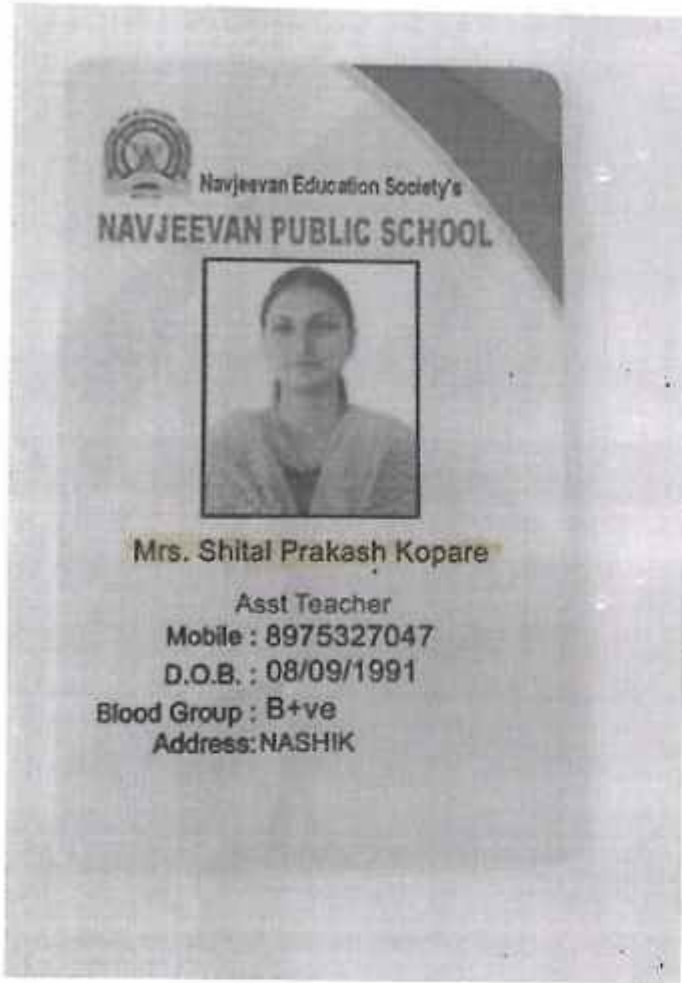 Navjeevan Education Society's
NAVJEEVAN PUBLIC SCHOOL
Mrs. Shital Prakash Kopare
Asst Teacher
Mobile : 8975327047
D.O.B. : 08/09/1991
Blood Group : B+ve
Address: NASHIK